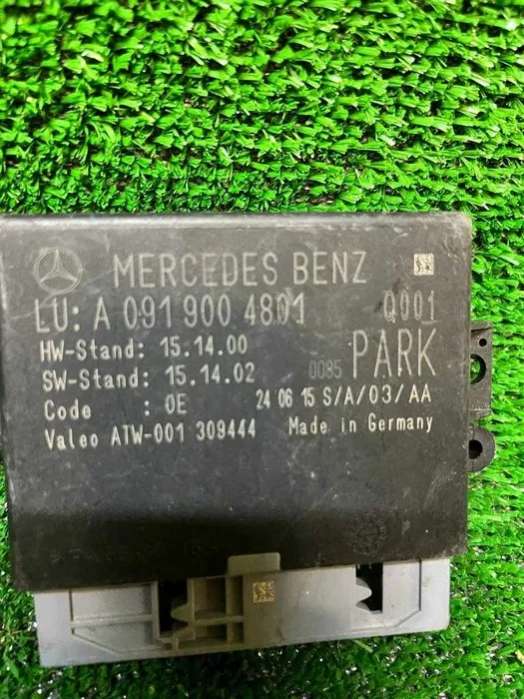 MERCEDES BENZ
LU: A 091 900 4801 Q001
HW-Stand: 15.14.00
SW-Stand: 15.14.02 0085 PARK
Code : 0E 24 06 15 S/A/03/AA
Valeo ATW-001 309444 Made in Germany